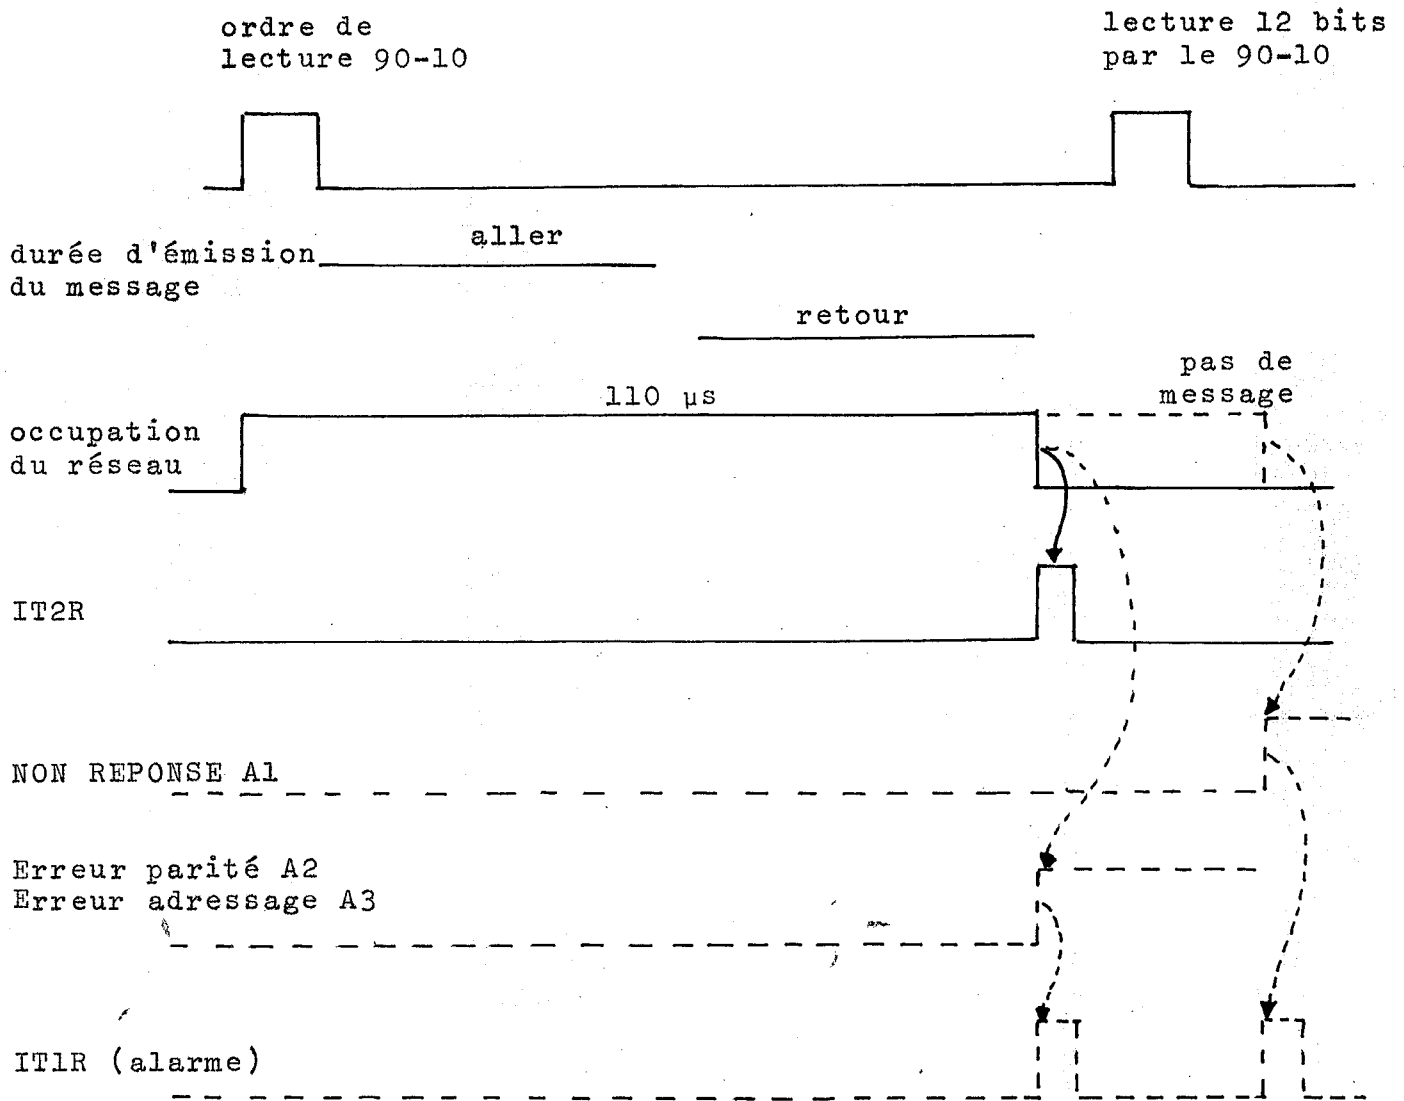 ordre de
lecture 90-10
lecture 12 bits
par le 90-10
durée d'émission
du message
aller
retour
pas de
message
110 µs
occupation
du réseau
IT2R
NON REPONSE A1
Erreur parité A2
Erreur adressage A3
IT1R (alarme)